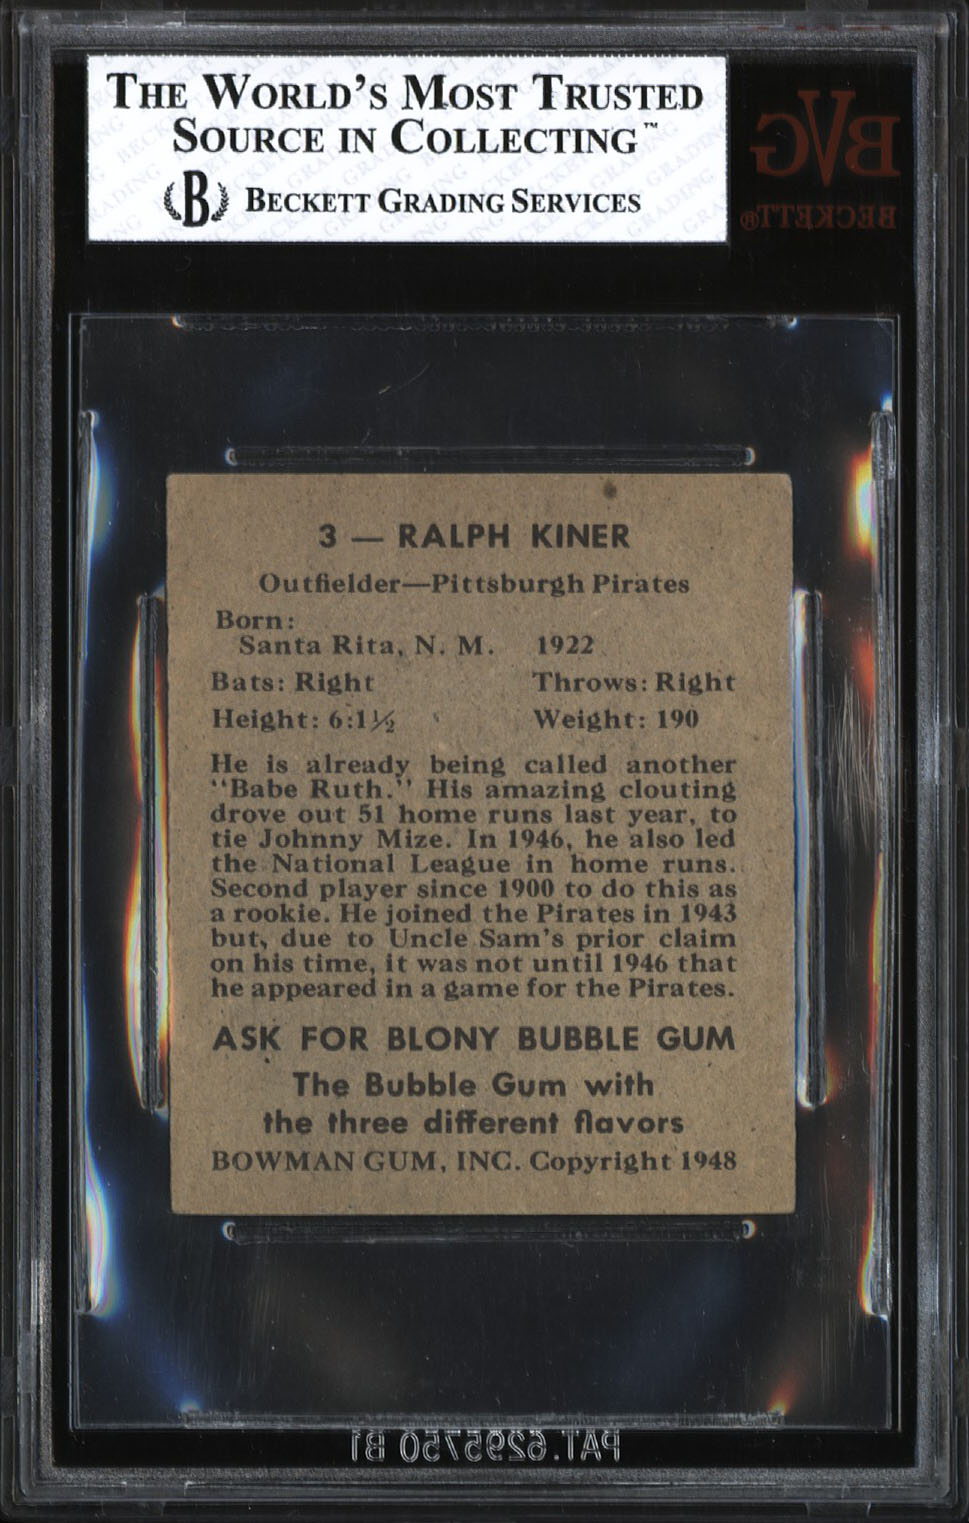 THE WORLD'S MOST TRUSTED
SOURCE IN COLLECTING™
B BECKETT GRADING SERVICES
BVG
BECKETT®
3 — RALPH KINER
Outfielder—Pittsburgh Pirates
Born:
Santa Rita, N. M. 1922
Bats: Right Throws: Right
Height: 6:1½ Weight: 190
He is already being called another
"Babe Ruth." His amazing clouting
drove out 51 home runs last year, to
tie Johnny Mize. In 1946, he also led
the National League in home runs.
Second player since 1900 to do this as
a rookie. He joined the Pirates in 1943
but, due to Uncle Sam's prior claim
on his time, it was not until 1946 that
he appeared in a game for the Pirates.
ASK FOR BLONY BUBBLE GUM
The Bubble Gum with
the three different flavors
BOWMAN GUM, INC. Copyright 1948
PAT.6295750 B1